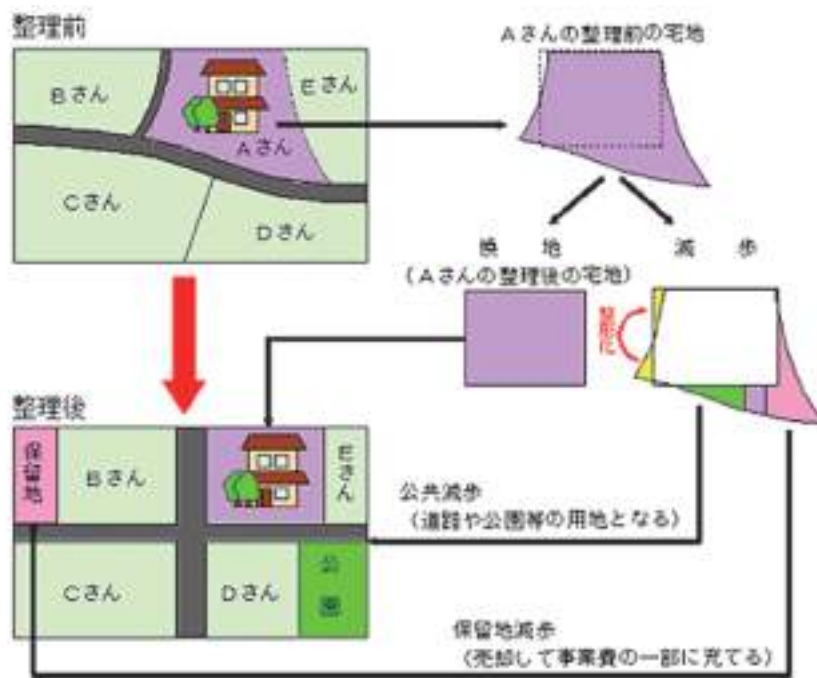 整理前
Bさん
Aさん
Eさん
Cさん
Dさん
Aさんの整理前の宅地
換地
(Aさんの整理後の宅地)
減歩
整形化
整理後
保留地
Bさん
Eさん
Cさん
Dさん
公園
公共減歩
(道路や公園等の用地となる)
保留地減歩
(売却して事業費の一部に充てる)